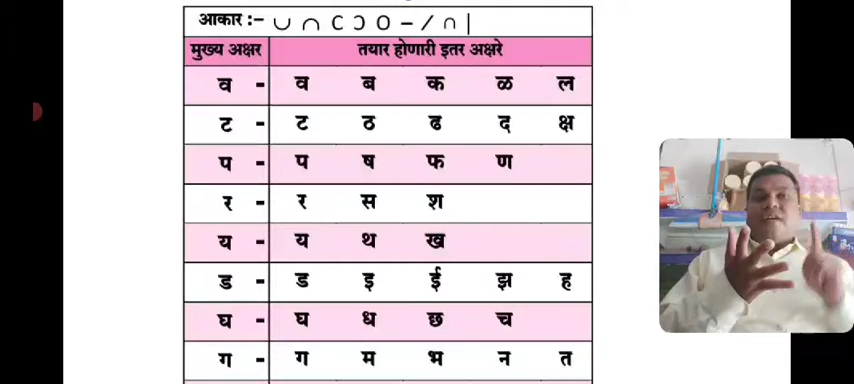 आकार :– ∪ ∩ ⊂ ⊃ O – / ∩ |
मुख्य अक्षर तयार होणारी इतर अक्षरे
व - व ब क ळ ल
ट - ट ठ ढ द क्ष
प - प ष फ ण
र - र स श
य - य थ ख
ड - ड इ ई झ ह
घ - घ ध छ च
ग - ग म भ न त